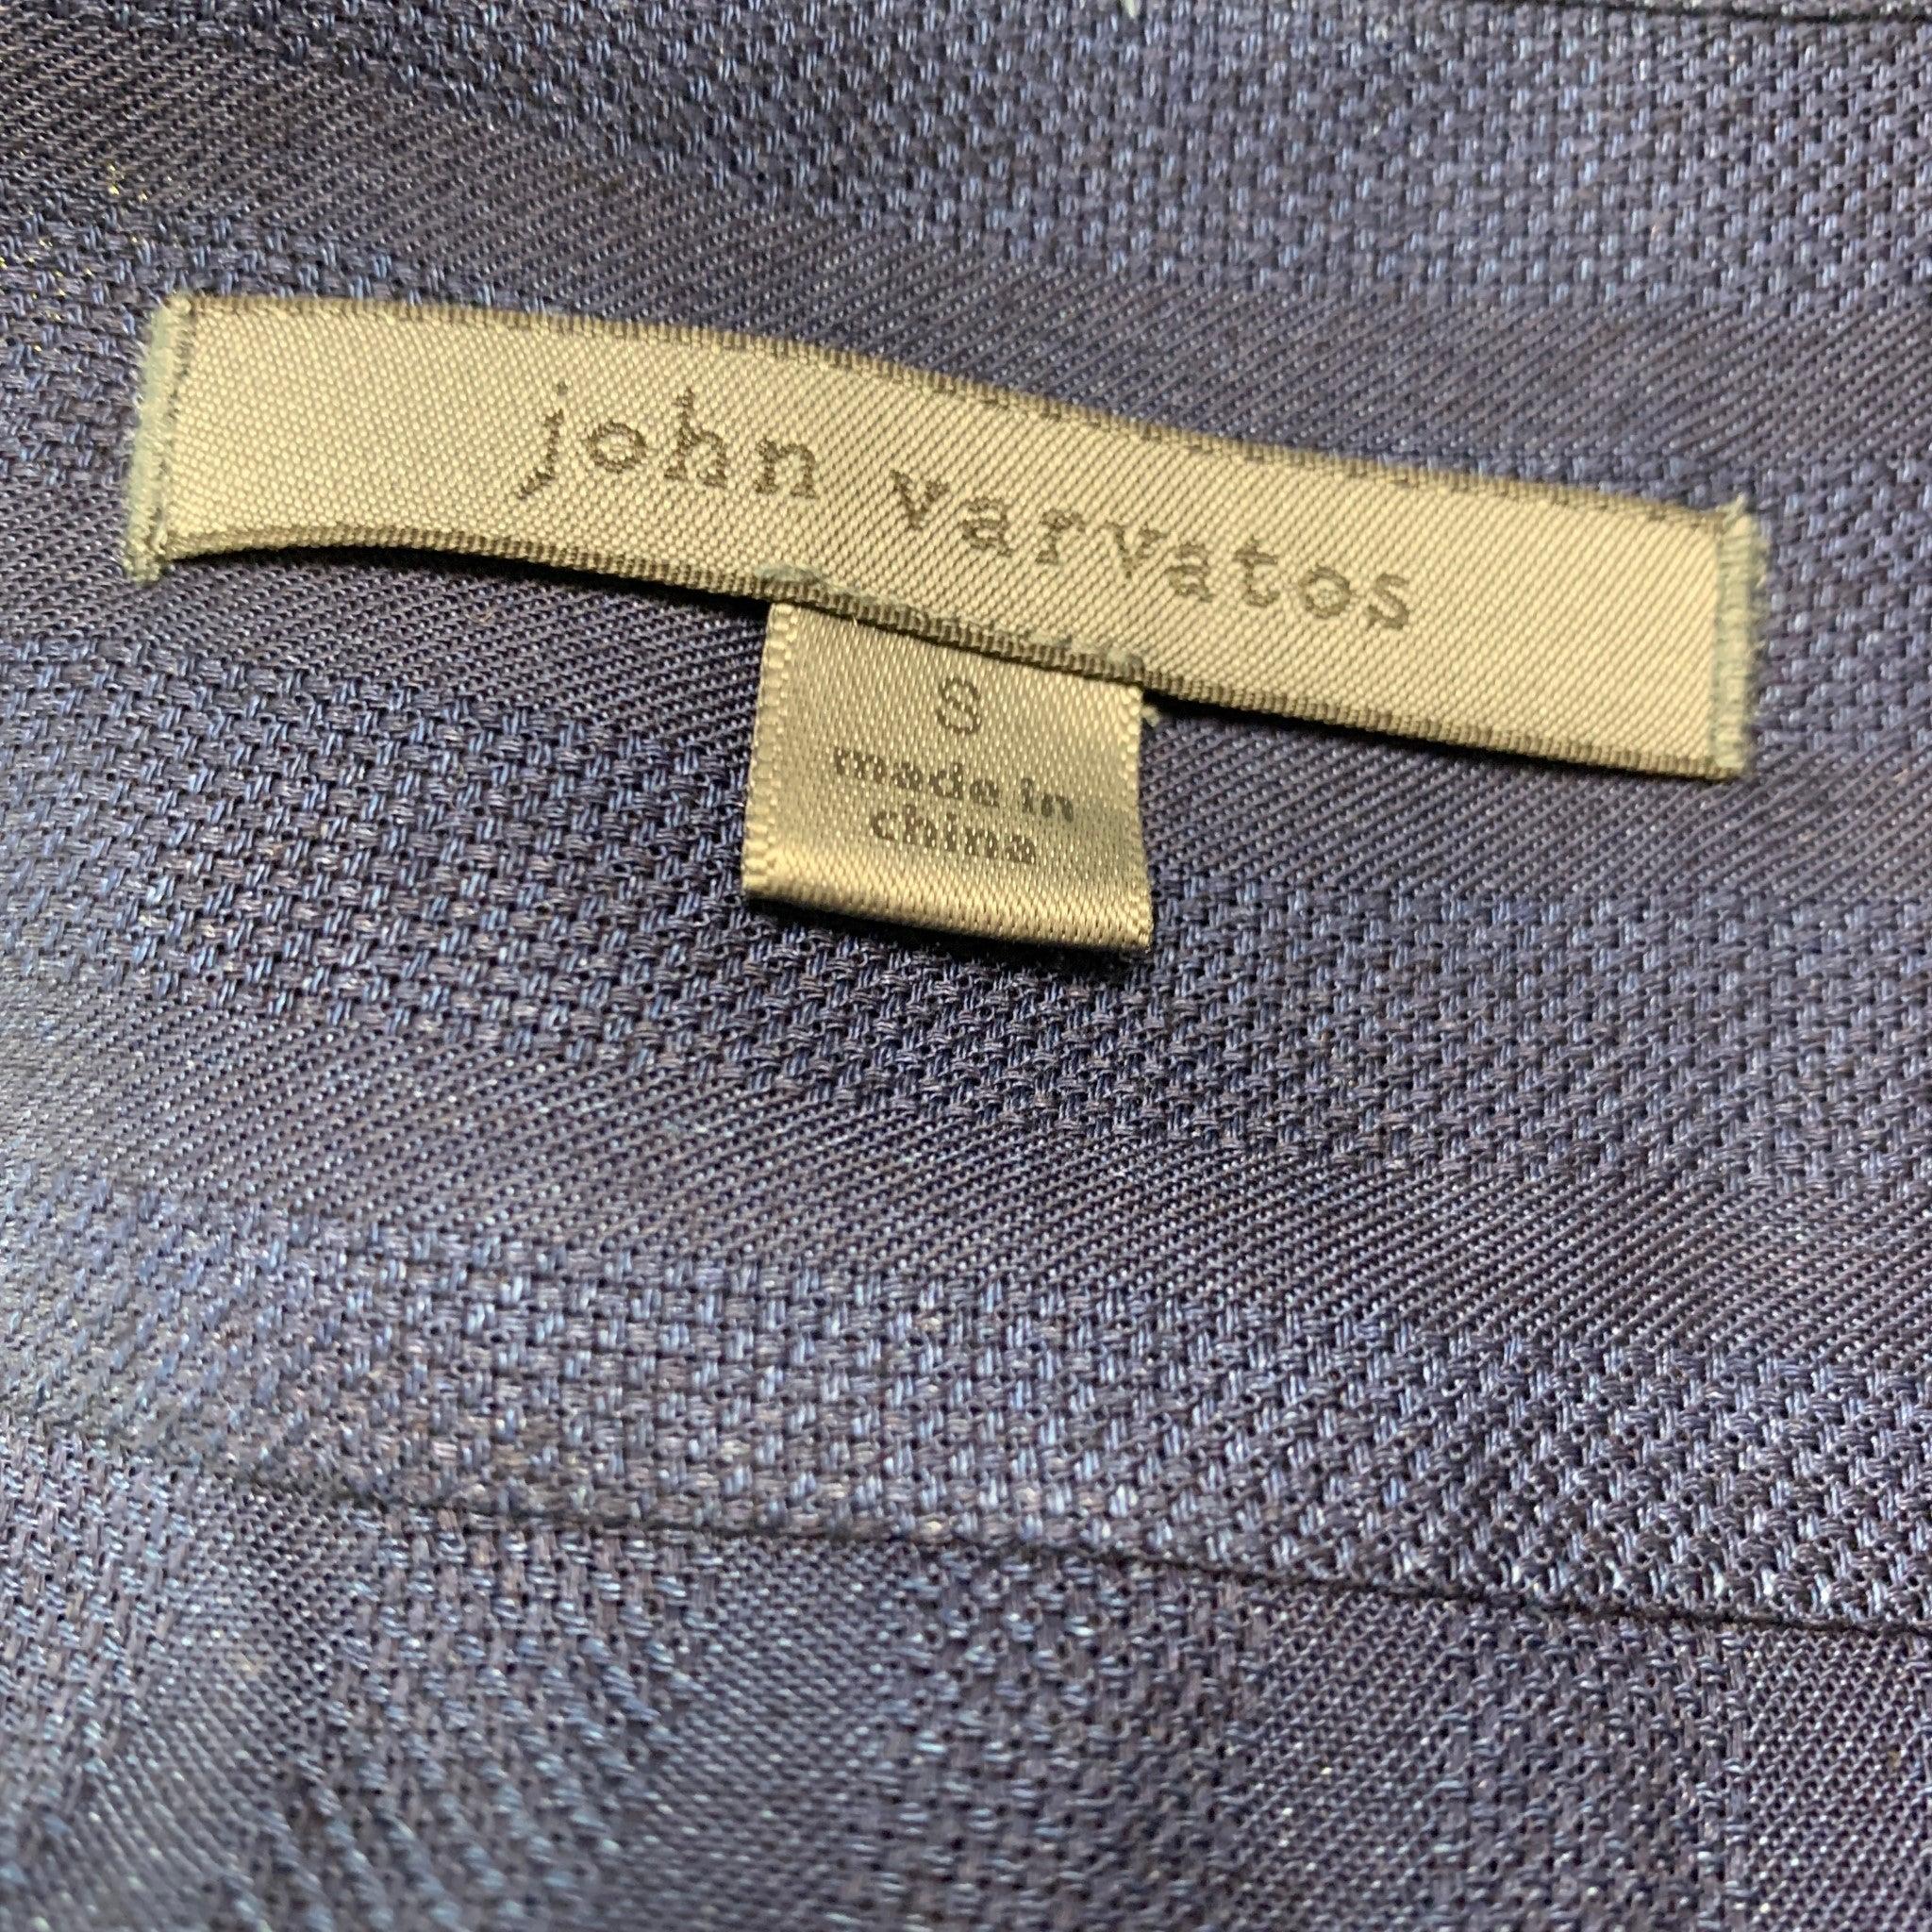 john varvatos
S
made in
china